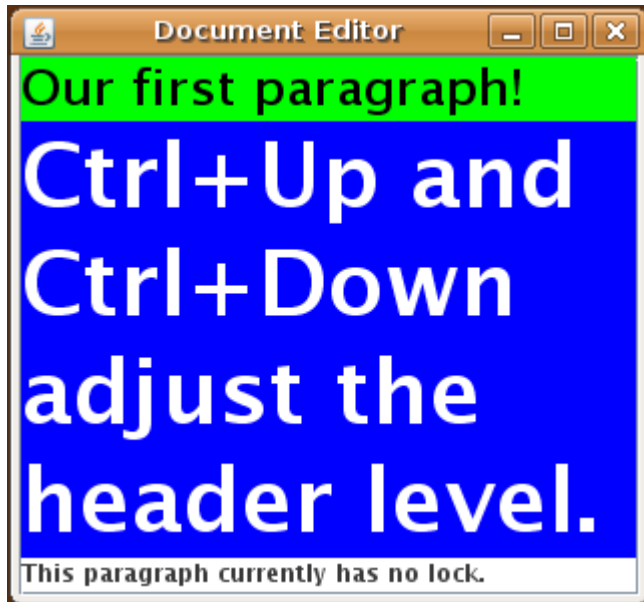 Document Editor
Our first paragraph!
Ctrl+Up and
Ctrl+Down
adjust the
header level.
This paragraph currently has no lock.